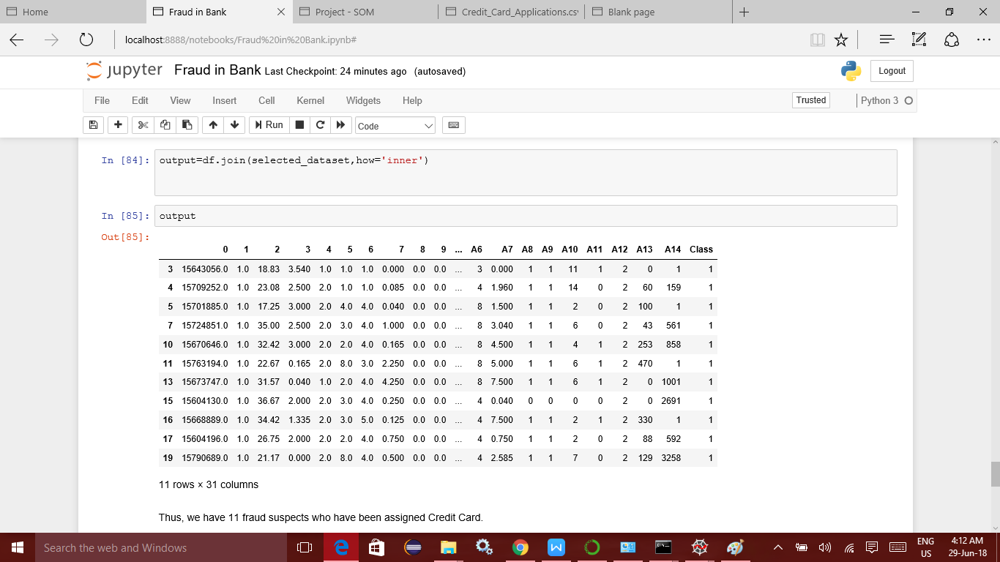 Home
Fraud in Bank
Project - SOM
Credit_Card_Applications.csv
Blank page
localhost:8888/notebooks/Fraud%20in%20Bank.ipynb#
jupyter Fraud in Bank Last Checkpoint: 24 minutes ago (autosaved)
Logout
File Edit View Insert Cell Kernel Widgets Help
Trusted
Python 3
Run
Code
In [84]: output=df.join(selected_dataset,how='inner')
In [85]: output
Out[85]:
0 1 2 3 4 5 6 7 8 9 ... A6 A7 A8 A9 A10 A11 A12 A13 A14 Class
3 15643056.0 1.0 18.83 3.540 1.0 1.0 1.0 0.000 0.0 0.0 ... 3 0.000 1 1 11 1 2 0 1 1
4 15709252.0 1.0 23.08 2.500 2.0 1.0 1.0 0.085 0.0 0.0 ... 4 1.960 1 1 14 0 2 60 159 1
5 15701885.0 1.0 17.25 3.000 2.0 4.0 4.0 0.040 0.0 0.0 ... 8 1.500 1 1 2 0 2 100 1 1
7 15724851.0 1.0 35.00 2.500 2.0 3.0 4.0 1.000 0.0 0.0 ... 8 3.040 1 1 6 0 2 43 561 1
10 15670646.0 1.0 32.42 3.000 2.0 2.0 4.0 0.165 0.0 0.0 ... 8 4.500 1 1 4 1 2 253 858 1
11 15763194.0 1.0 22.67 0.165 2.0 8.0 3.0 2.250 0.0 0.0 ... 8 5.000 1 1 6 1 2 470 1 1
13 15673747.0 1.0 31.57 0.040 1.0 2.0 4.0 4.250 0.0 0.0 ... 8 7.500 1 1 6 1 2 0 1001 1
15 15604130.0 1.0 36.67 2.000 2.0 3.0 4.0 0.250 0.0 0.0 ... 4 0.040 0 0 0 0 2 0 2691 1
16 15668889.0 1.0 34.42 1.335 2.0 3.0 5.0 0.125 0.0 0.0 ... 4 7.500 1 1 2 1 2 330 1 1
17 15604196.0 1.0 26.75 2.000 2.0 2.0 4.0 0.750 0.0 0.0 ... 4 0.750 1 1 2 0 2 88 592 1
19 15790689.0 1.0 21.17 0.000 2.0 8.0 4.0 0.500 0.0 0.0 ... 4 2.585 1 1 7 0 2 129 3258 1
11 rows × 31 columns
Thus, we have 11 fraud suspects who have been assigned Credit Card.
Search the web and Windows
ENG
US
4:12 AM
29-Jun-18